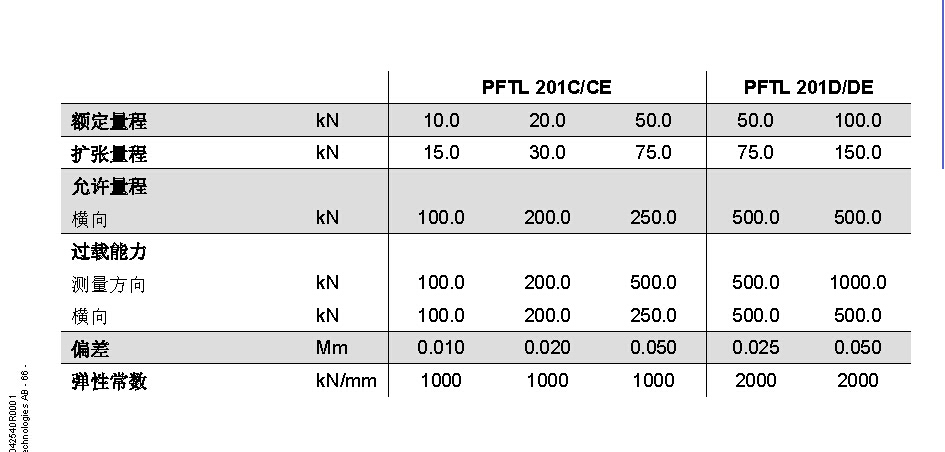 PFTL 201C/CE PFTL 201D/DE
额定量程 kN 10.0 20.0 50.0 50.0 100.0
扩张量程 kN 15.0 30.0 75.0 75.0 150.0
允许量程
横向 kN 100.0 200.0 250.0 500.0 500.0
过载能力
测量方向 kN 100.0 200.0 500.0 500.0 1000.0
横向 kN 100.0 200.0 250.0 500.0 500.0
偏差 Mm 0.010 0.020 0.050 0.025 0.050
弹性常数 kN/mm 1000 1000 1000 2000 2000
042540R0001
echnologies AB - 66 -